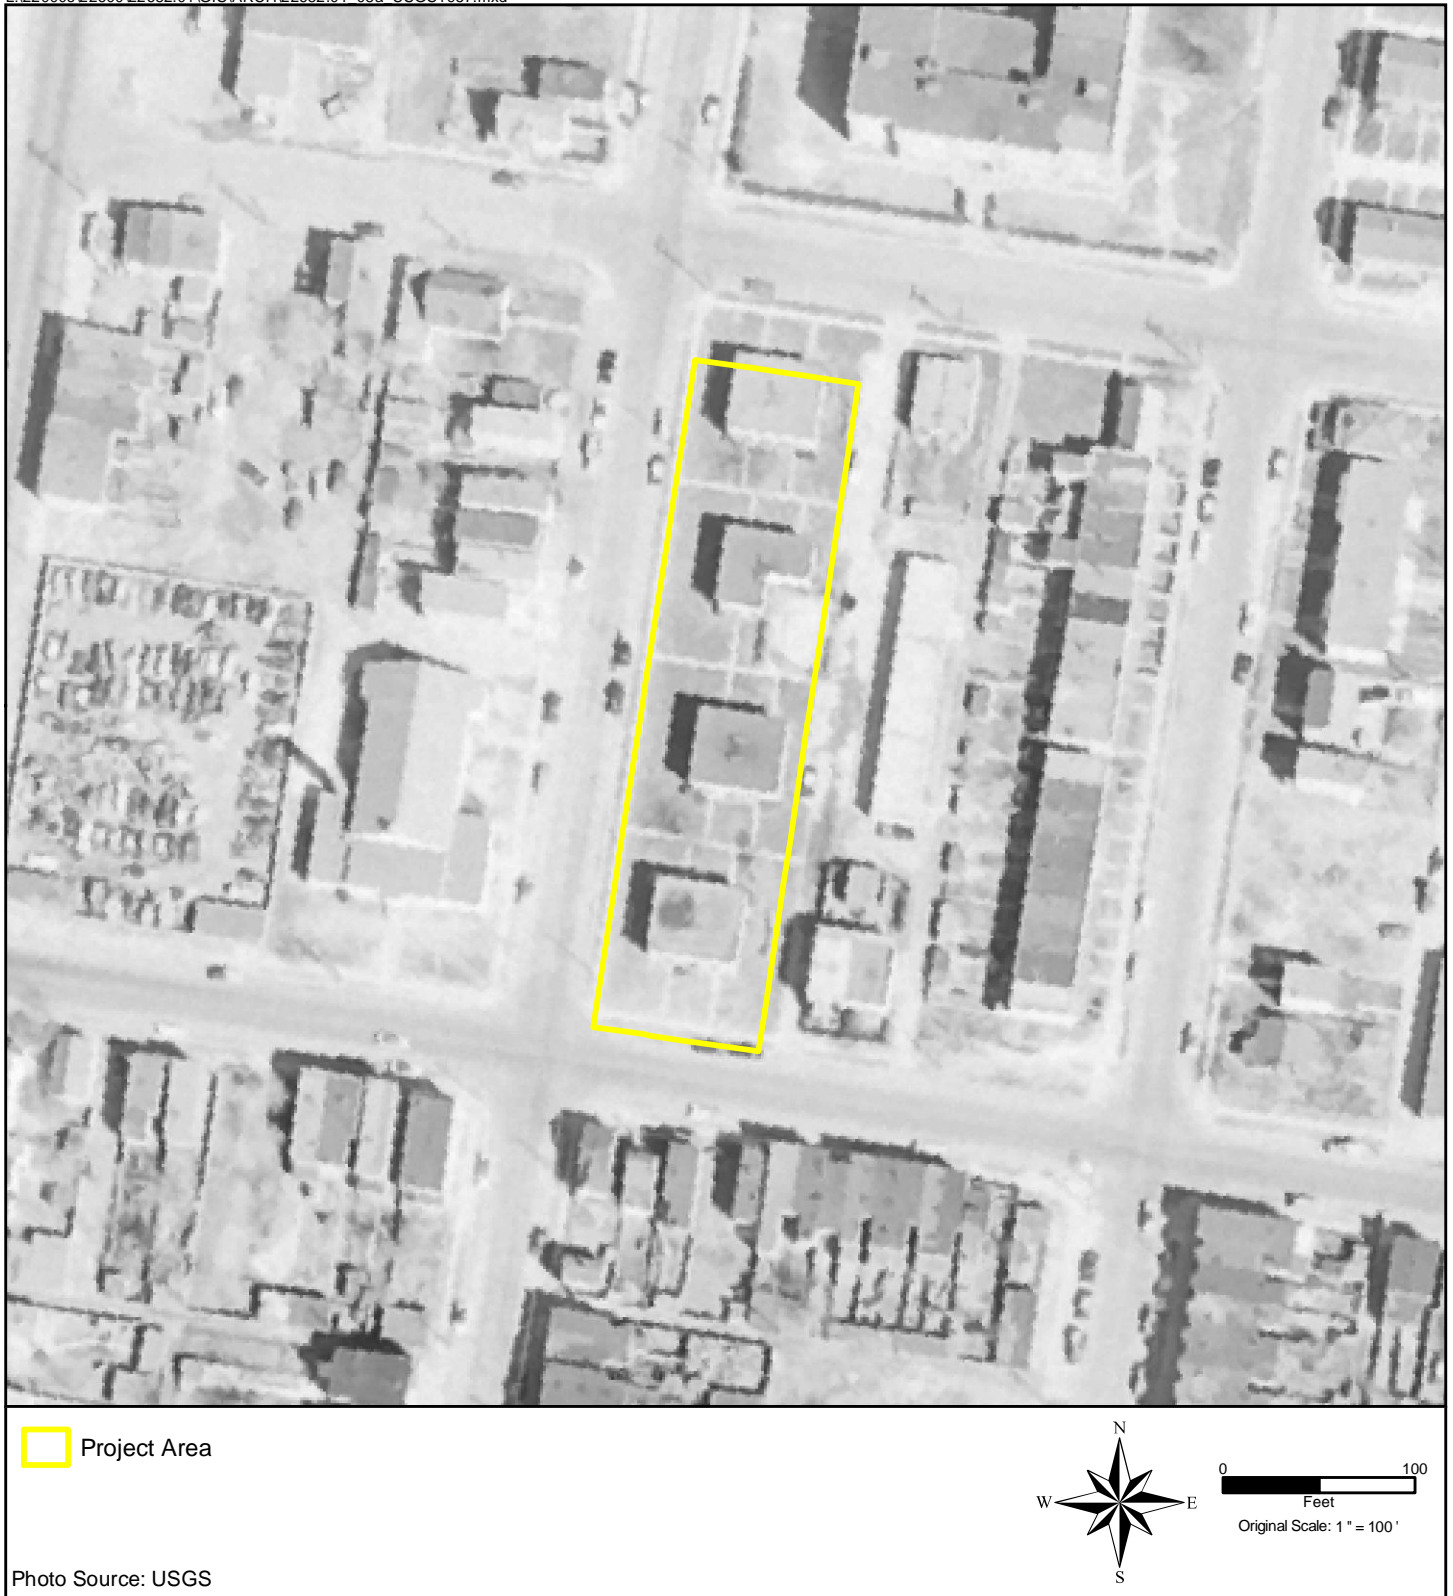 Project Area
N
W
E
S
0 100
Feet
Original Scale: 1 " = 100 '
Photo Source: USGS